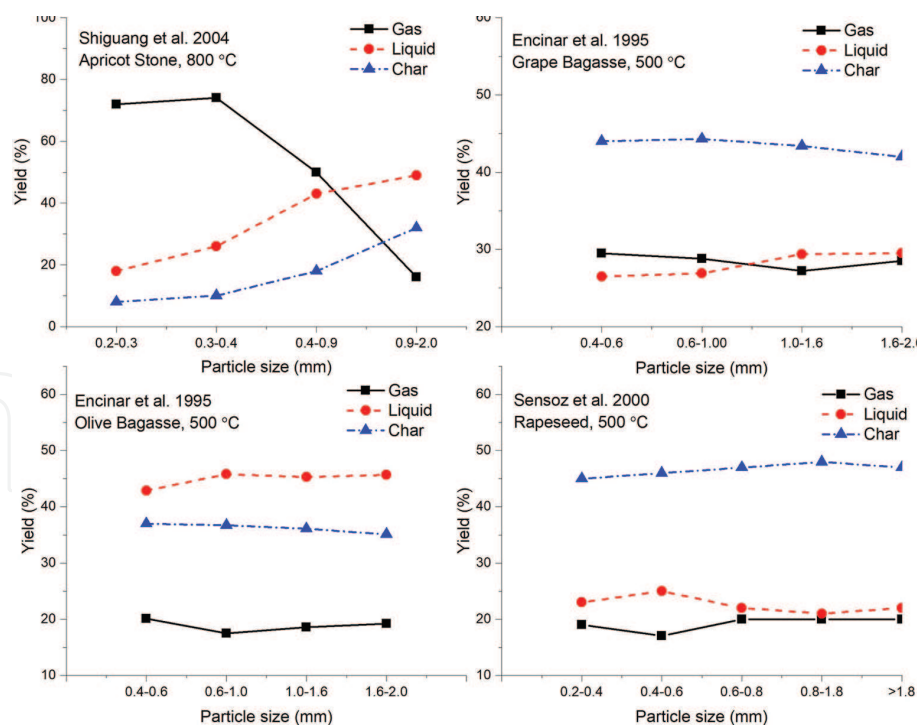 100
80
60
40
20
0
Yield (%)
Shiguang et al. 2004
Apricot Stone, 800 °C
Gas
Liquid
Char
0.2-0.3 0.3-0.4 0.4-0.9 0.9-2.0
Particle size (mm)
60
50
40
30
20
Yield (%)
Encinar et al. 1995
Grape Bagasse, 500 °C
Gas
Liquid
Char
0.4-0.6 0.6-1.00 1.0-1.6 1.6-2.0
Particle size (mm)
60
50
40
30
20
10
Yield (%)
Encinar et al. 1995
Olive Bagasse, 500 °C
Gas
Liquid
Char
0.4-0.6 0.6-1.0 1.0-1.6 1.6-2.0
Particle size (mm)
60
50
40
30
20
10
Yield (%)
Sensoz et al. 2000
Rapeseed, 500 °C
Gas
Liquid
Char
0.2-0.4 0.4-0.6 0.6-0.8 0.8-1.8 >1.8
Particle size (mm)